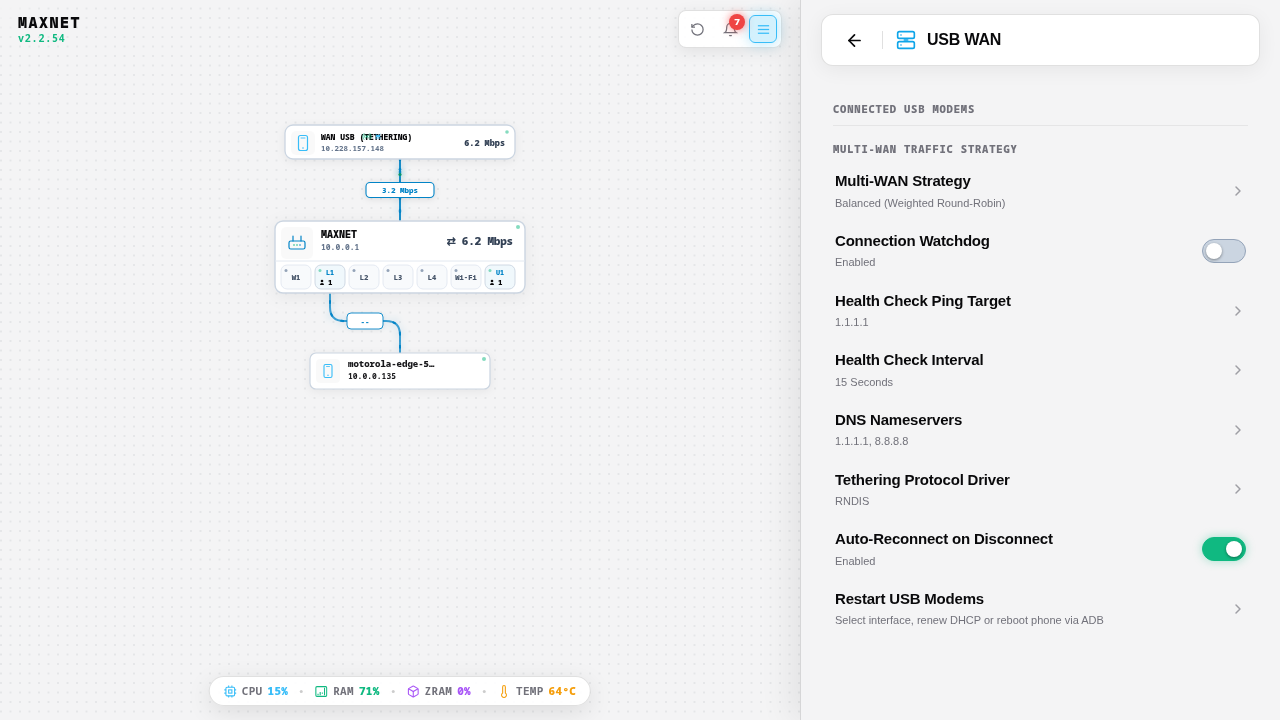 MAXNET
v2.2.54
7
WAN USB (TETHERING)
10.228.157.148
6.2 Mbps
3.2 Mbps
MAXNET
10.0.0.1
⇄ 6.2 Mbps
W1
L1
1
L2
L3
L4
Wi-Fi
U1
1
--
motorola-edge-5…
10.0.0.135
CPU 15% • RAM 71% • ZRAM 0% • TEMP 64°C
USB WAN
CONNECTED USB MODEMS
MULTI-WAN TRAFFIC STRATEGY
Multi-WAN Strategy
Balanced (Weighted Round-Robin)
Connection Watchdog
Enabled
Health Check Ping Target
1.1.1.1
Health Check Interval
15 Seconds
DNS Nameservers
1.1.1.1, 8.8.8.8
Tethering Protocol Driver
RNDIS
Auto-Reconnect on Disconnect
Enabled
Restart USB Modems
Select interface, renew DHCP or reboot phone via ADB